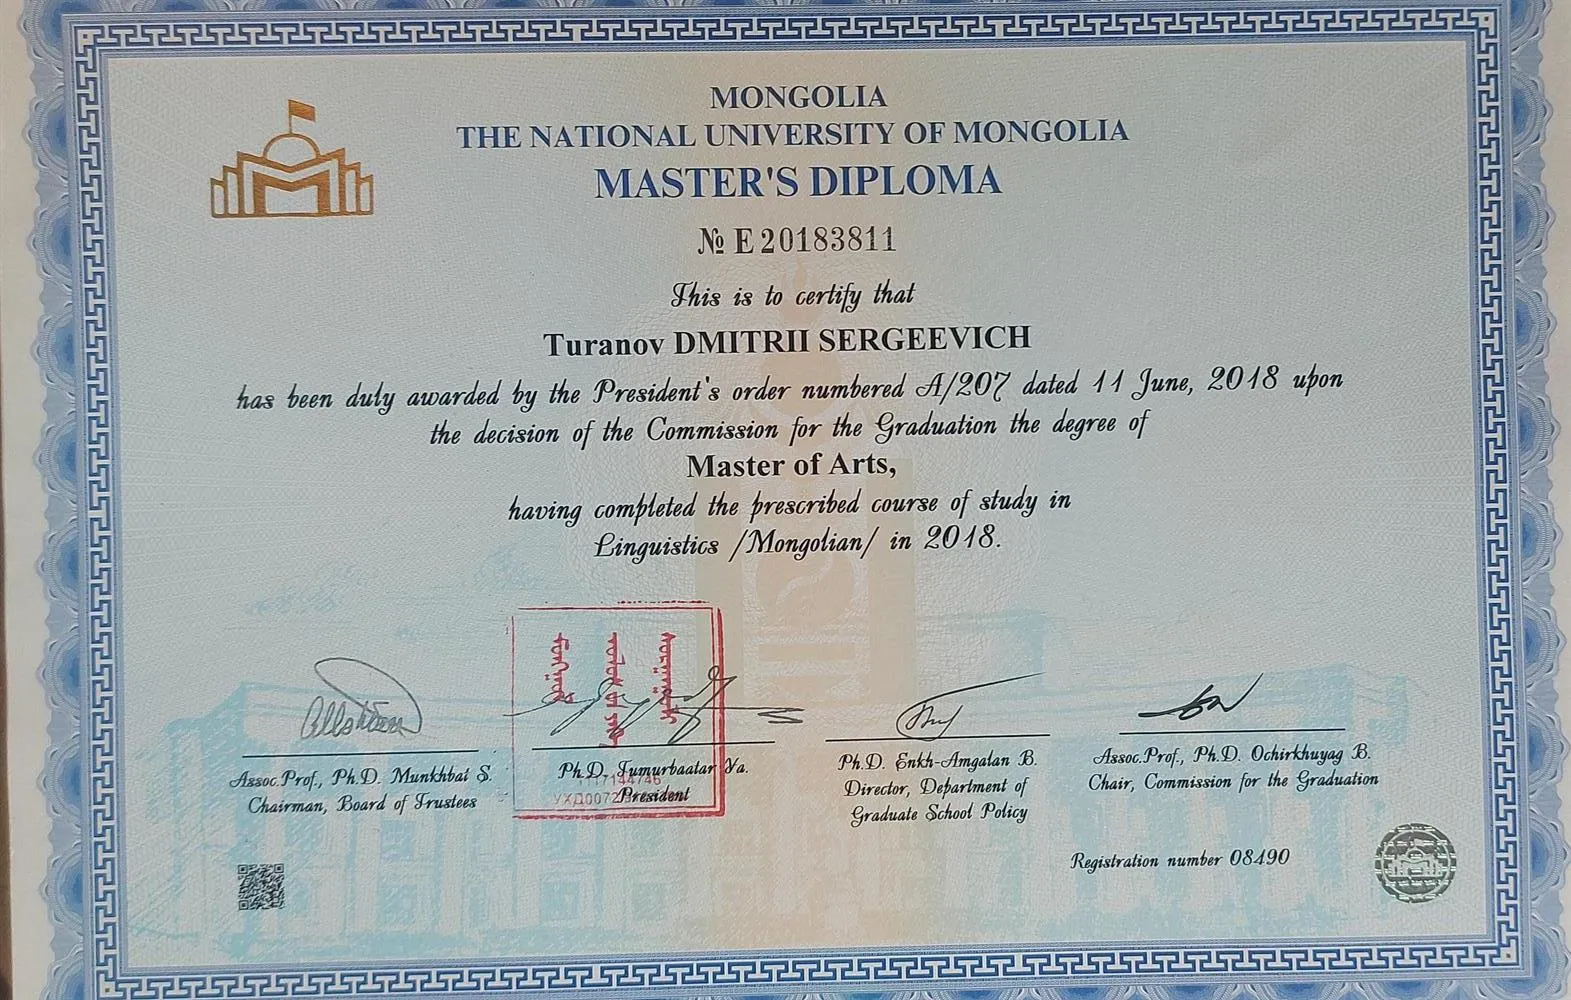 MONGOLIA
THE NATIONAL UNIVERSITY OF MONGOLIA
MASTER'S DIPLOMA
№ E 20183811
This is to certify that
Turanov DMITRII SERGEEVICH
has been duly awarded by the President's order numbered A/207 dated 11 June, 2018 upon
the decision of the Commission for the Graduation the degree of
Master of Arts,
having completed the prescribed course of study in
Linguistics /Mongolian/ in 2018.
Assoc.Prof., Ph.D. Munkhbat S.
Chairman, Board of Trustees
Ph.D. Tumurbaatar Ya.
President
Ph.D. Enkh-Amgalan B.
Director, Department of
Graduate School Policy
Assoc.Prof., Ph.D. Ochirkhuyag B.
Chair, Commission for the Graduation
Registration number 08490